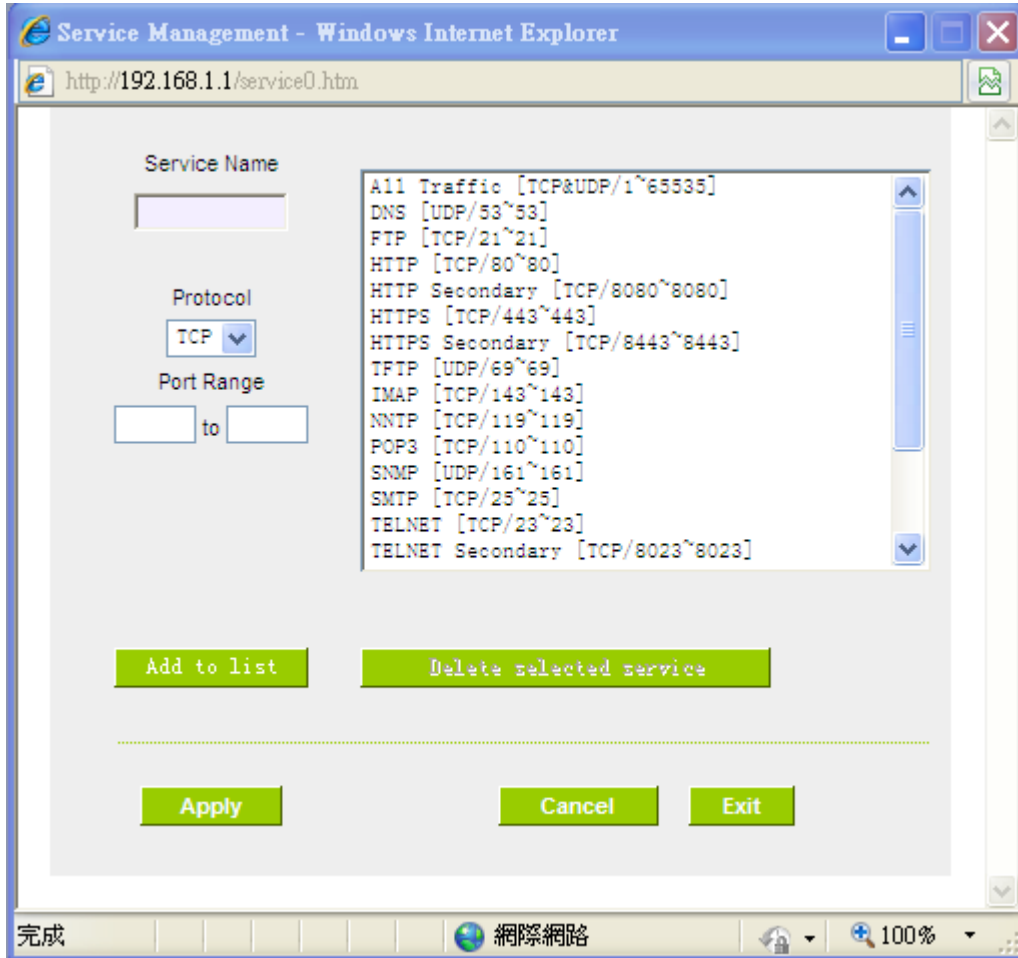 Service Management - Windows Internet Explorer
http://192.168.1.1/service0.htm
Service Name
All Traffic [TCP&UDP/1~65535]
DNS [UDP/53~53]
FTP [TCP/21~21]
HTTP [TCP/80~80]
HTTP Secondary [TCP/8080~8080]
HTTPS [TCP/443~443]
HTTPS Secondary [TCP/8443~8443]
TFTP [UDP/69~69]
IMAP [TCP/143~143]
NNTP [TCP/119~119]
POP3 [TCP/110~110]
SNMP [UDP/161~161]
SMTP [TCP/25~25]
TELNET [TCP/23~23]
TELNET Secondary [TCP/8023~8023]
Protocol
TCP
Port Range
to
Add to list
Delete selected service
Apply
Cancel
Exit
完成
網際網路
100%